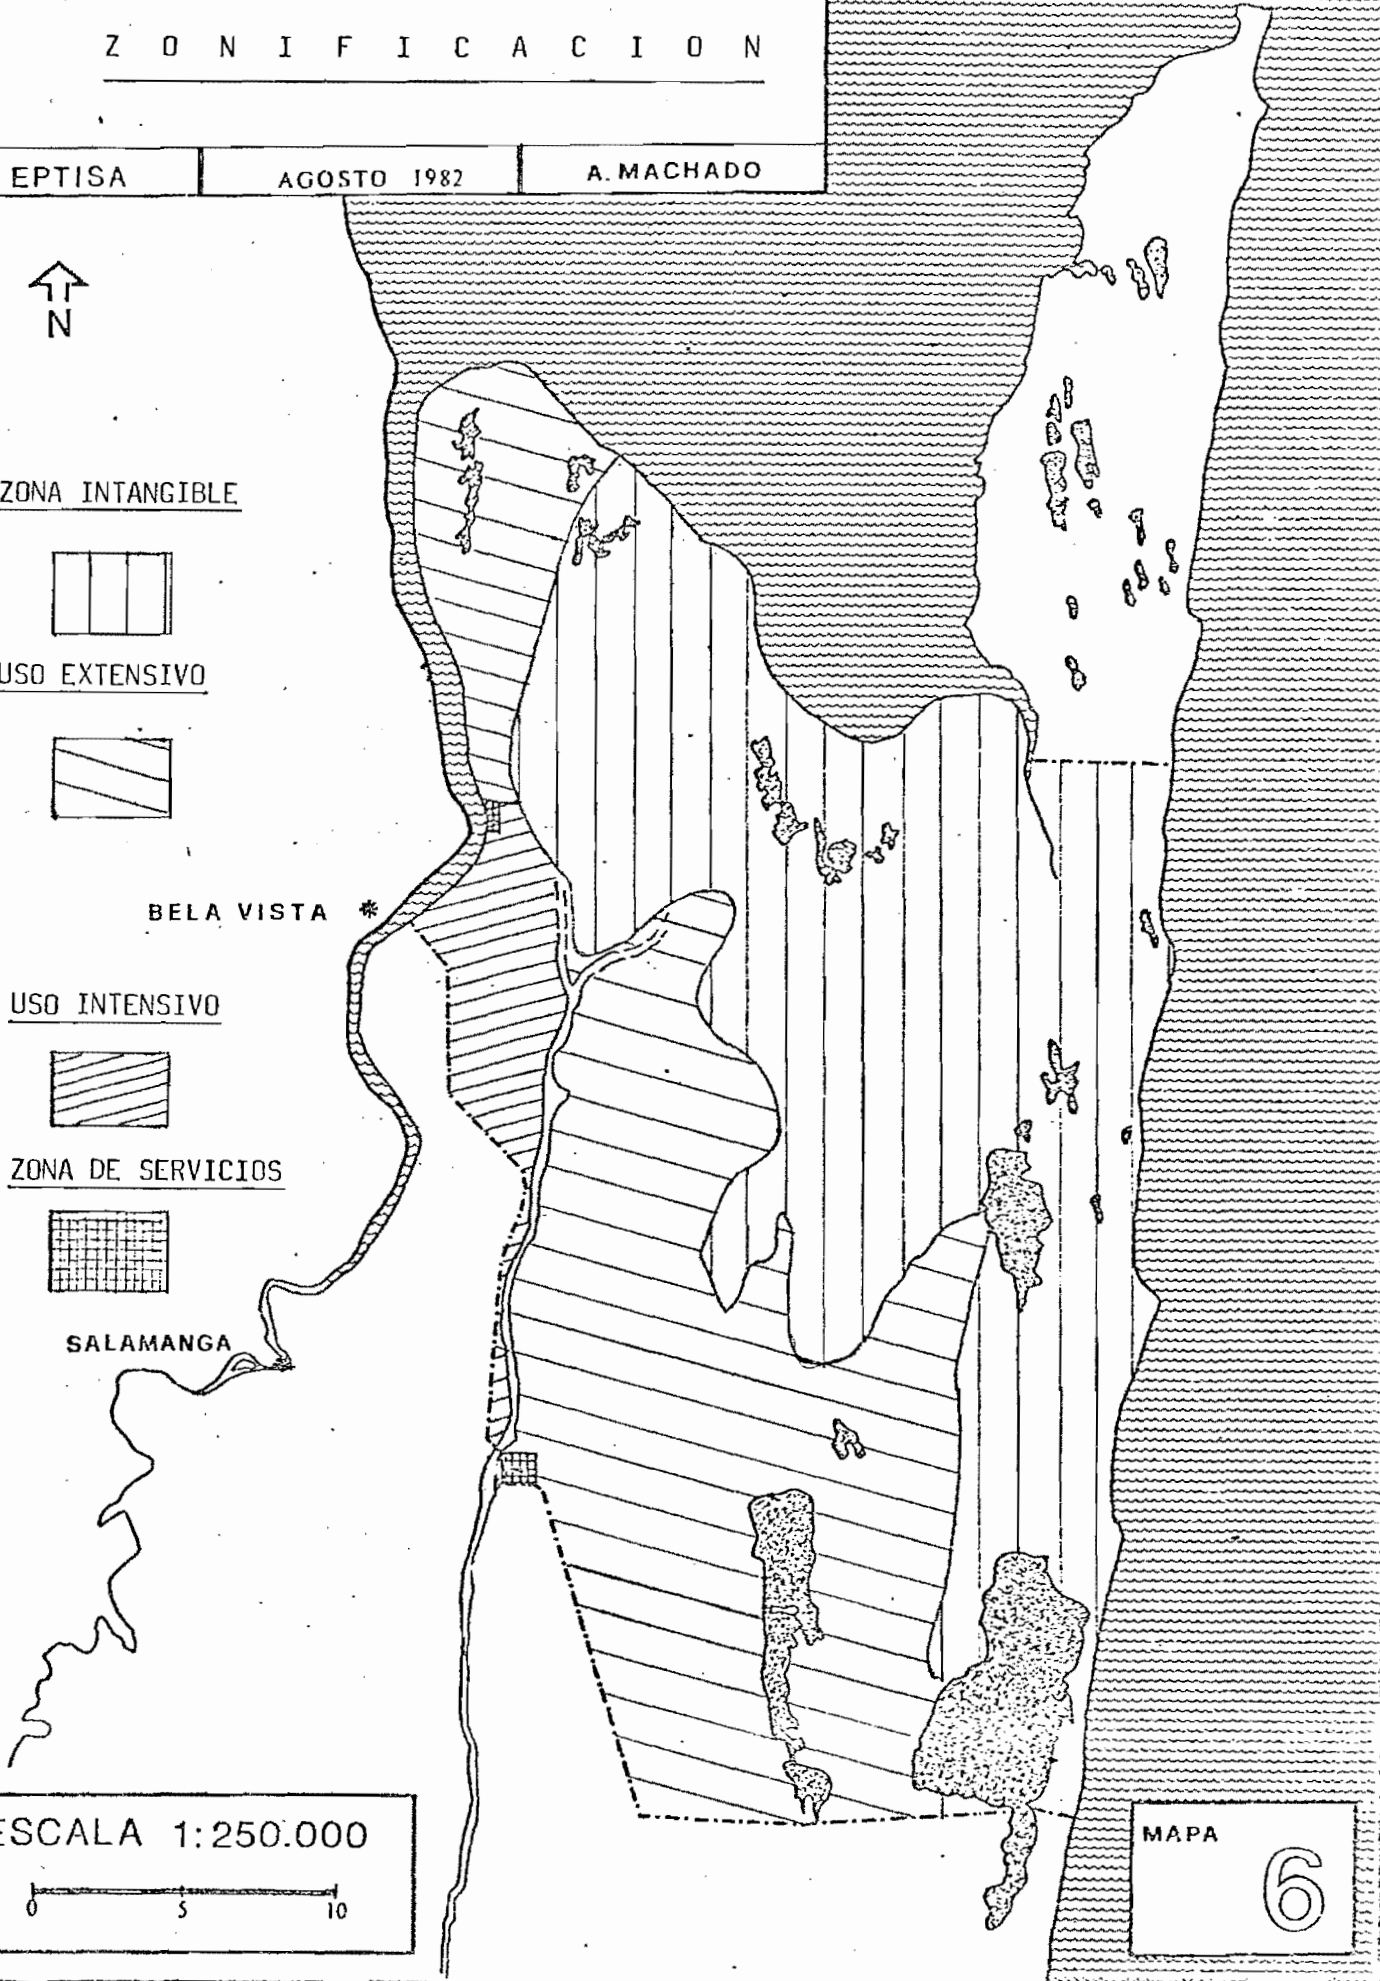 ZONIFICACION
EPTISA
AGOSTO 1982
A. MACHADO
N
ZONA INTANGIBLE
USO EXTENSIVO
BELA VISTA
USO INTENSIVO
ZONA DE SERVICIOS
SALAMANGA
ESCALA 1:250.000
0 5 10
MAPA
6